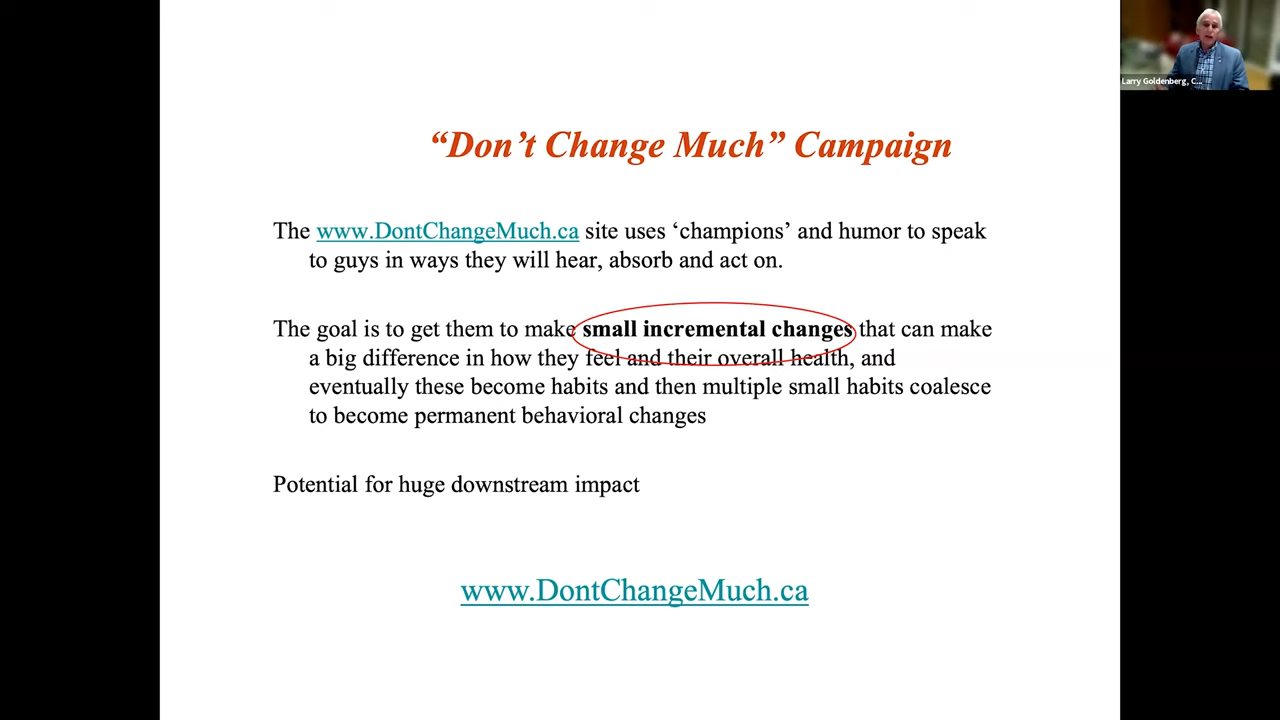 Larry Goldenberg, C...
“Don’t Change Much” Campaign
The www.DontChangeMuch.ca site uses ‘champions’ and humor to speak
to guys in ways they will hear, absorb and act on.
The goal is to get them to make small incremental changes that can make
a big difference in how they feel and their overall health, and
eventually these become habits and then multiple small habits coalesce
to become permanent behavioral changes
Potential for huge downstream impact
www.DontChangeMuch.ca